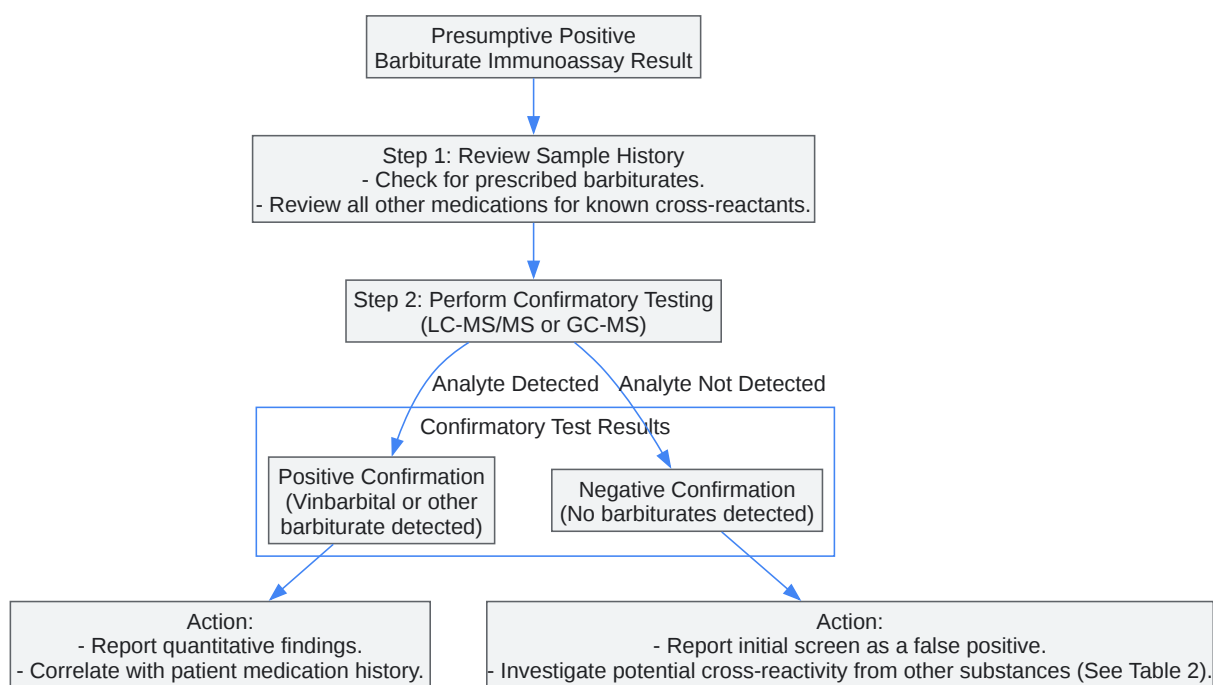 Presumptive Positive
Barbiturate Immunoassay Result
Step 1: Review Sample History
- Check for prescribed barbiturates.
- Review all other medications for known cross-reactants.
Step 2: Perform Confirmatory Testing
(LC-MS/MS or GC-MS)
Analyte Detected
Analyte Not Detected
Confirmatory Test Results
Positive Confirmation
(Vinbarbital or other
barbiturate detected)
Negative Confirmation
(No barbiturates detected)
Action:
- Report quantitative findings.
- Correlate with patient medication history.
Action:
- Report initial screen as a false positive.
- Investigate potential cross-reactivity from other substances (See Table 2).